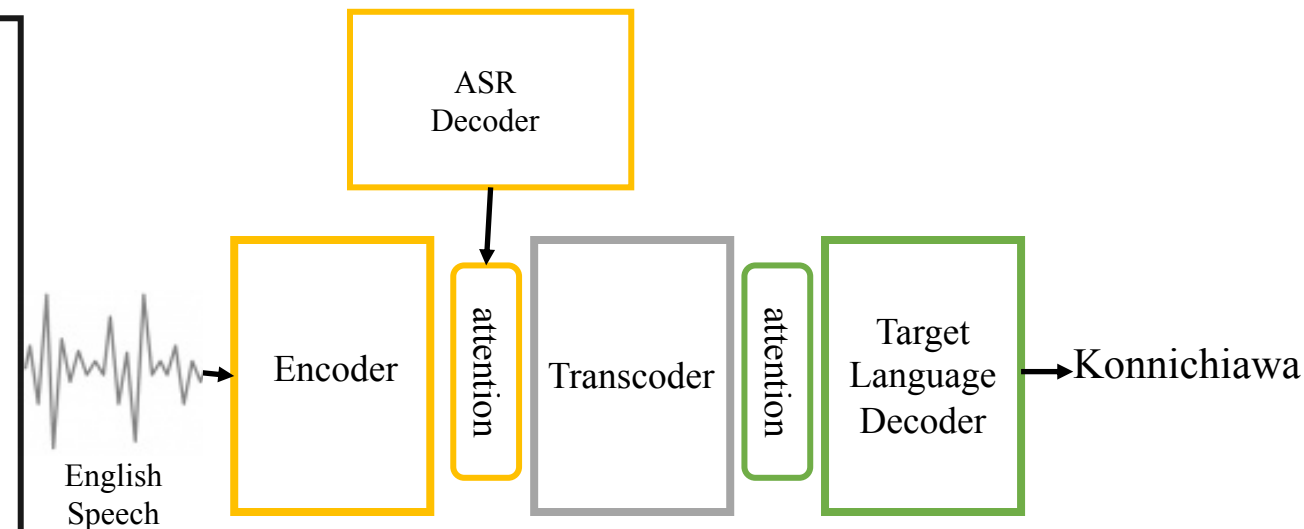 ASR
Decoder
Encoder
attention
Transcoder
attention
Target
Language
Decoder
Konnichiawa
English
Speech